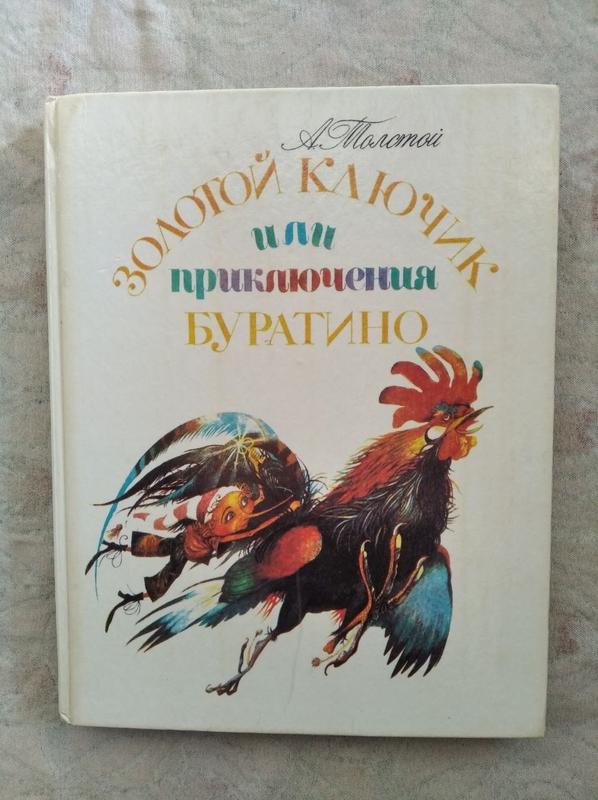 А. Толстой
ЗОЛОТОЙ КЛЮЧИК
или
приключения
БУРАТИНО